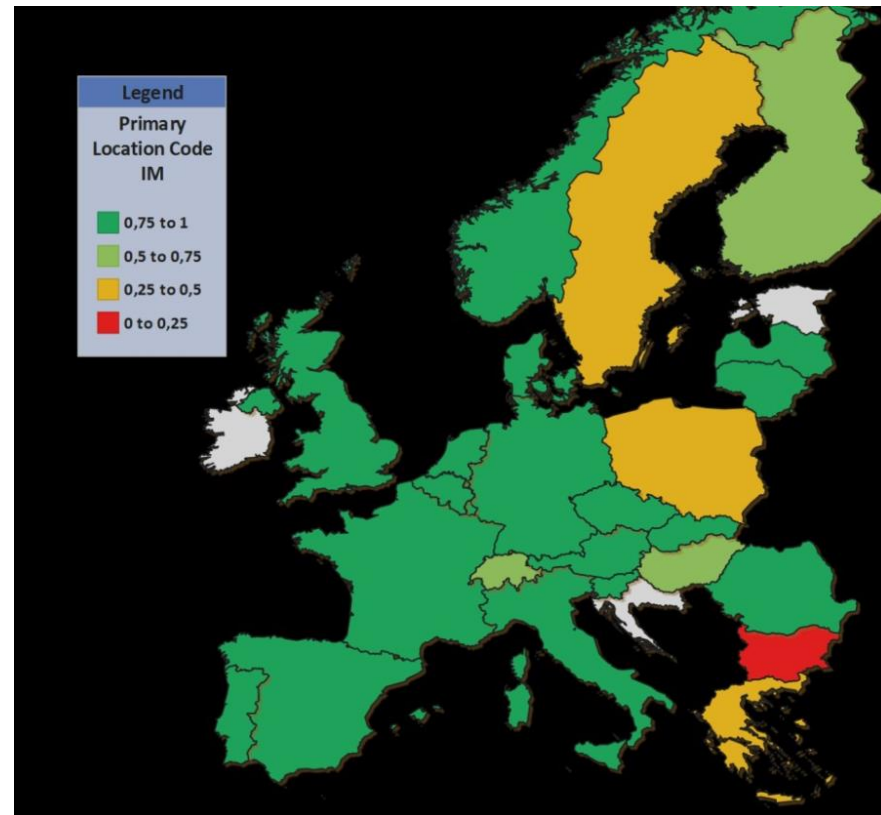 Legend
Primary
Location Code
IM
0,75 to 1
0,5 to 0,75
0,25 to 0,5
0 to 0,25